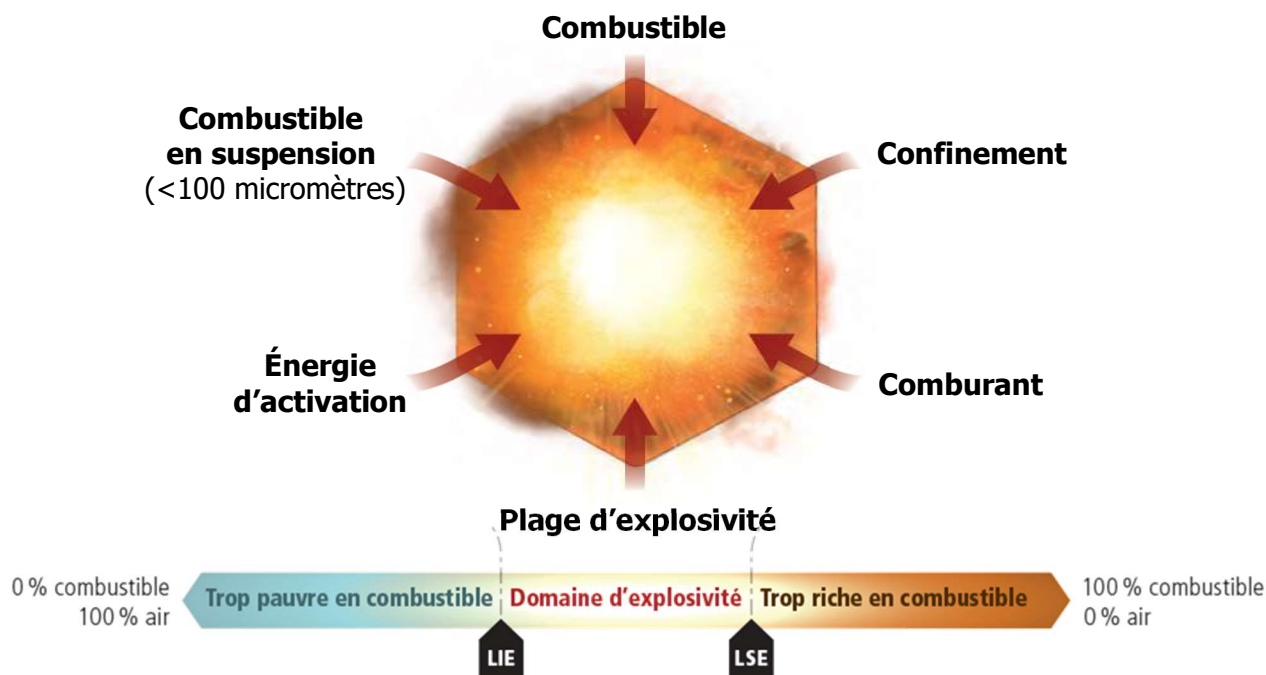 Combustible
Combustible
en suspension
(<100 micromètres)
Confinement
Énergie
d’activation
Comburant
Plage d’explosivité
0 % combustible
100 % air
Trop pauvre en combustible
Domaine d’explosivité
Trop riche en combustible
100 % combustible
0 % air
LIE
LSE